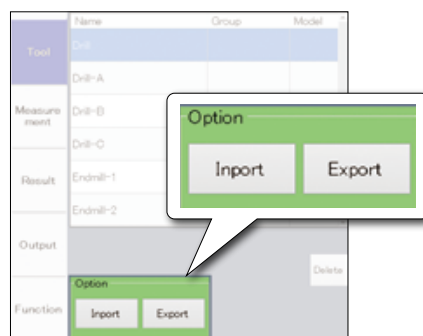 Name Group Model
Tool
Drill
Drill-A
Measure
ment
Drill-B
Drill-C
Result
Endmill-1
Endmill-2
Output
Delete
Function
Option
Inport Export
Option
Inport Export